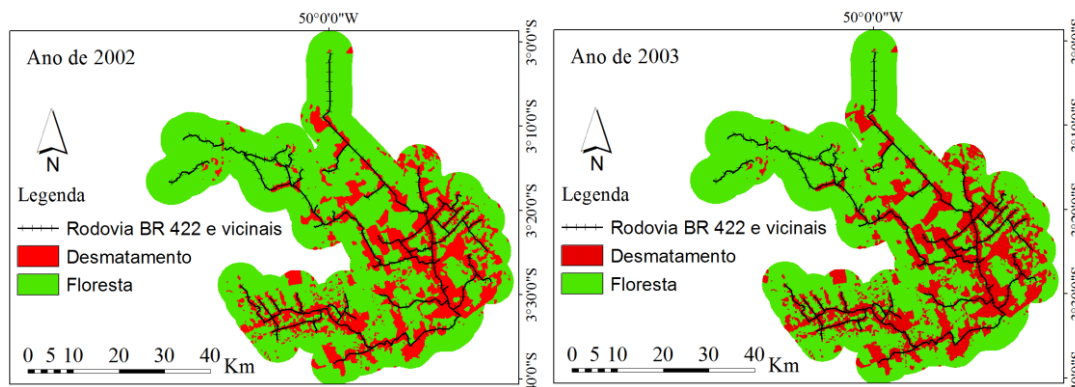 50°0'0"W
Ano de 2002
3°0'0"S
3°10'0"S
N
Legenda
3°20'0"S
Rodovia BR 422 e vicinais
Desmatamento
Floresta
3°30'0"S
0 5 10 20 30 40 Km
50°0'0"W
Ano de 2003
N
Legenda
Rodovia BR 422 e vicinais
Desmatamento
Floresta
0 5 10 20 30 40 Km